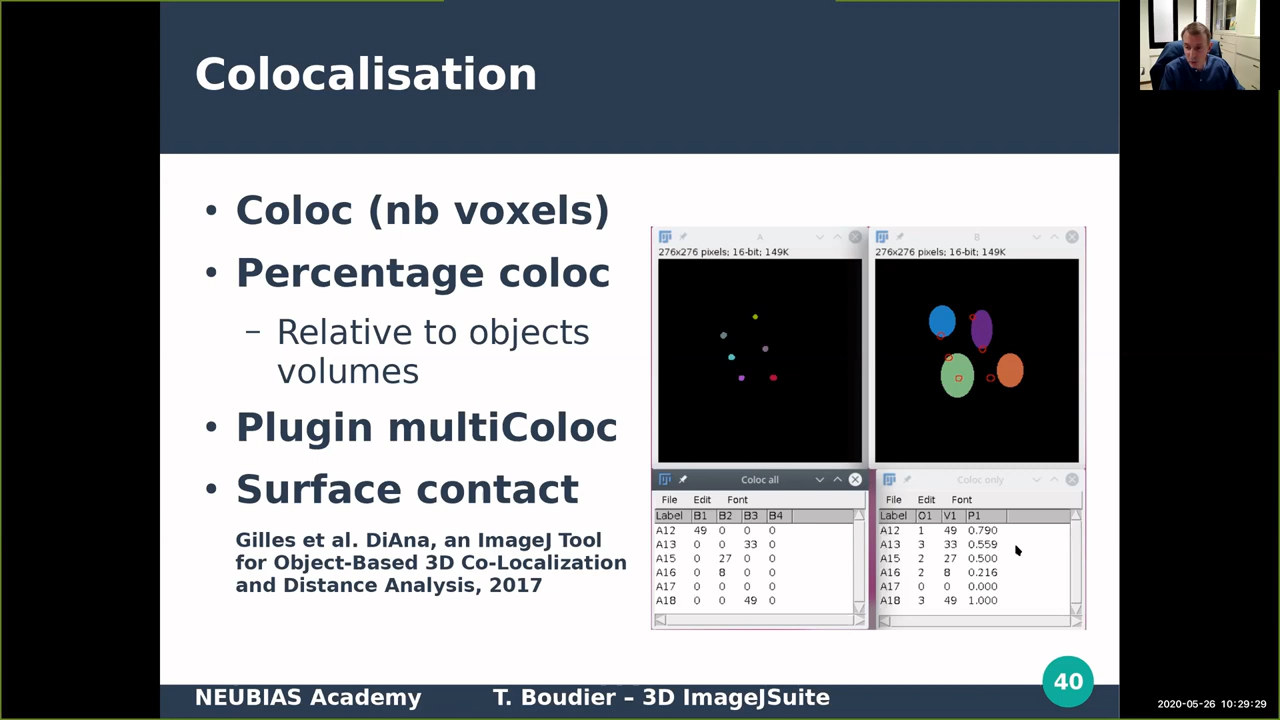 Colocalisation
• Coloc (nb voxels)
• Percentage coloc
– Relative to objects
volumes
• Plugin multiColoc
• Surface contact
Gilles et al. DiAna, an ImageJ Tool
for Object-Based 3D Co-Localization
and Distance Analysis, 2017
A
276x276 pixels; 16-bit; 149K
B
276x276 pixels; 16-bit; 149K
Coloc all
File Edit Font
Label B1 B2 B3 B4
A12 49 0 0 0
A13 0 0 33 0
A15 0 27 0 0
A16 0 8 0 0
A17 0 0 0 0
A18 0 0 49 0
Coloc only
File Edit Font
Label O1 V1 P1
A12 1 49 0.790
A13 3 33 0.559
A15 2 27 0.500
A16 2 8 0.216
A17 0 0 0.000
A18 3 49 1.000
NEUBIAS Academy T. Boudier – 3D ImageJSuite
40
2020-05-26 10:29:29